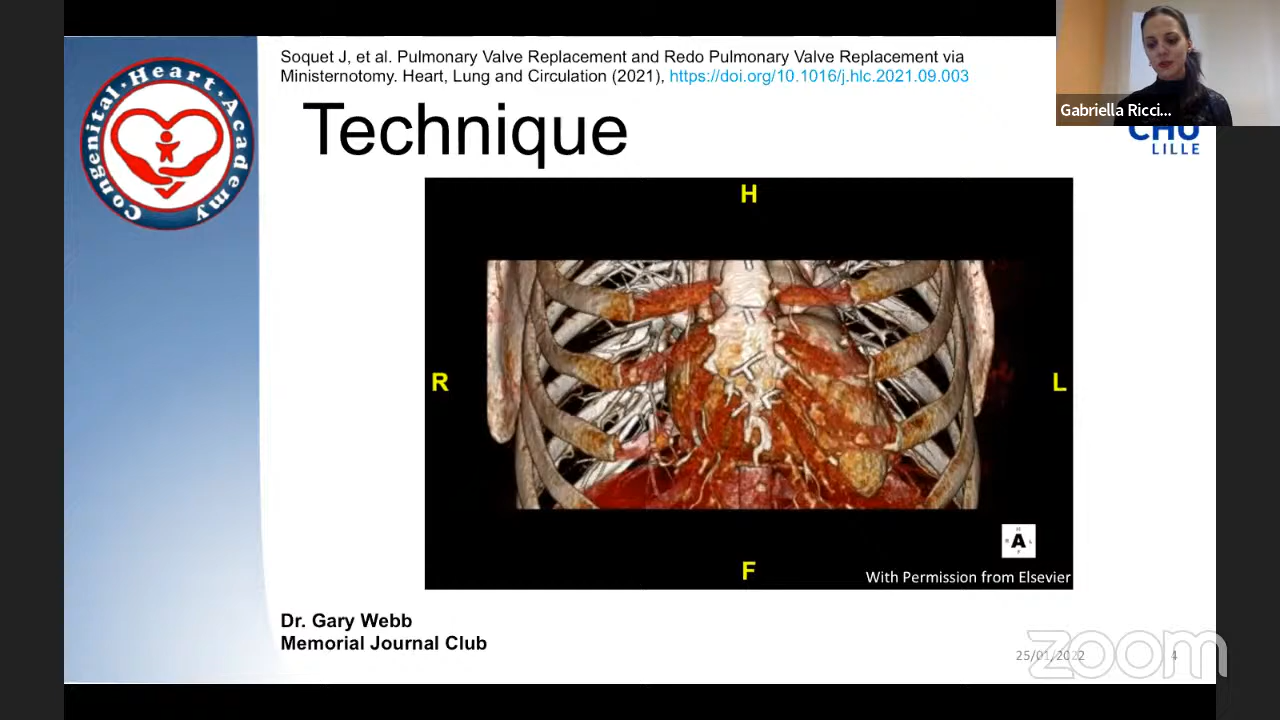 Soquet J, et al. Pulmonary Valve Replacement and Redo Pulmonary Valve Replacement via
Ministernotomy. Heart, Lung and Circulation (2021), https://doi.org/10.1016/j.hlc.2021.09.003
Gabriella Ricci...
Congenital · Heart · Academy
Technique
CHU
LILLE
H
R
L
A
F
With Permission from Elsevier
Dr. Gary Webb
Memorial Journal Club
25/01/2022
4
zoom